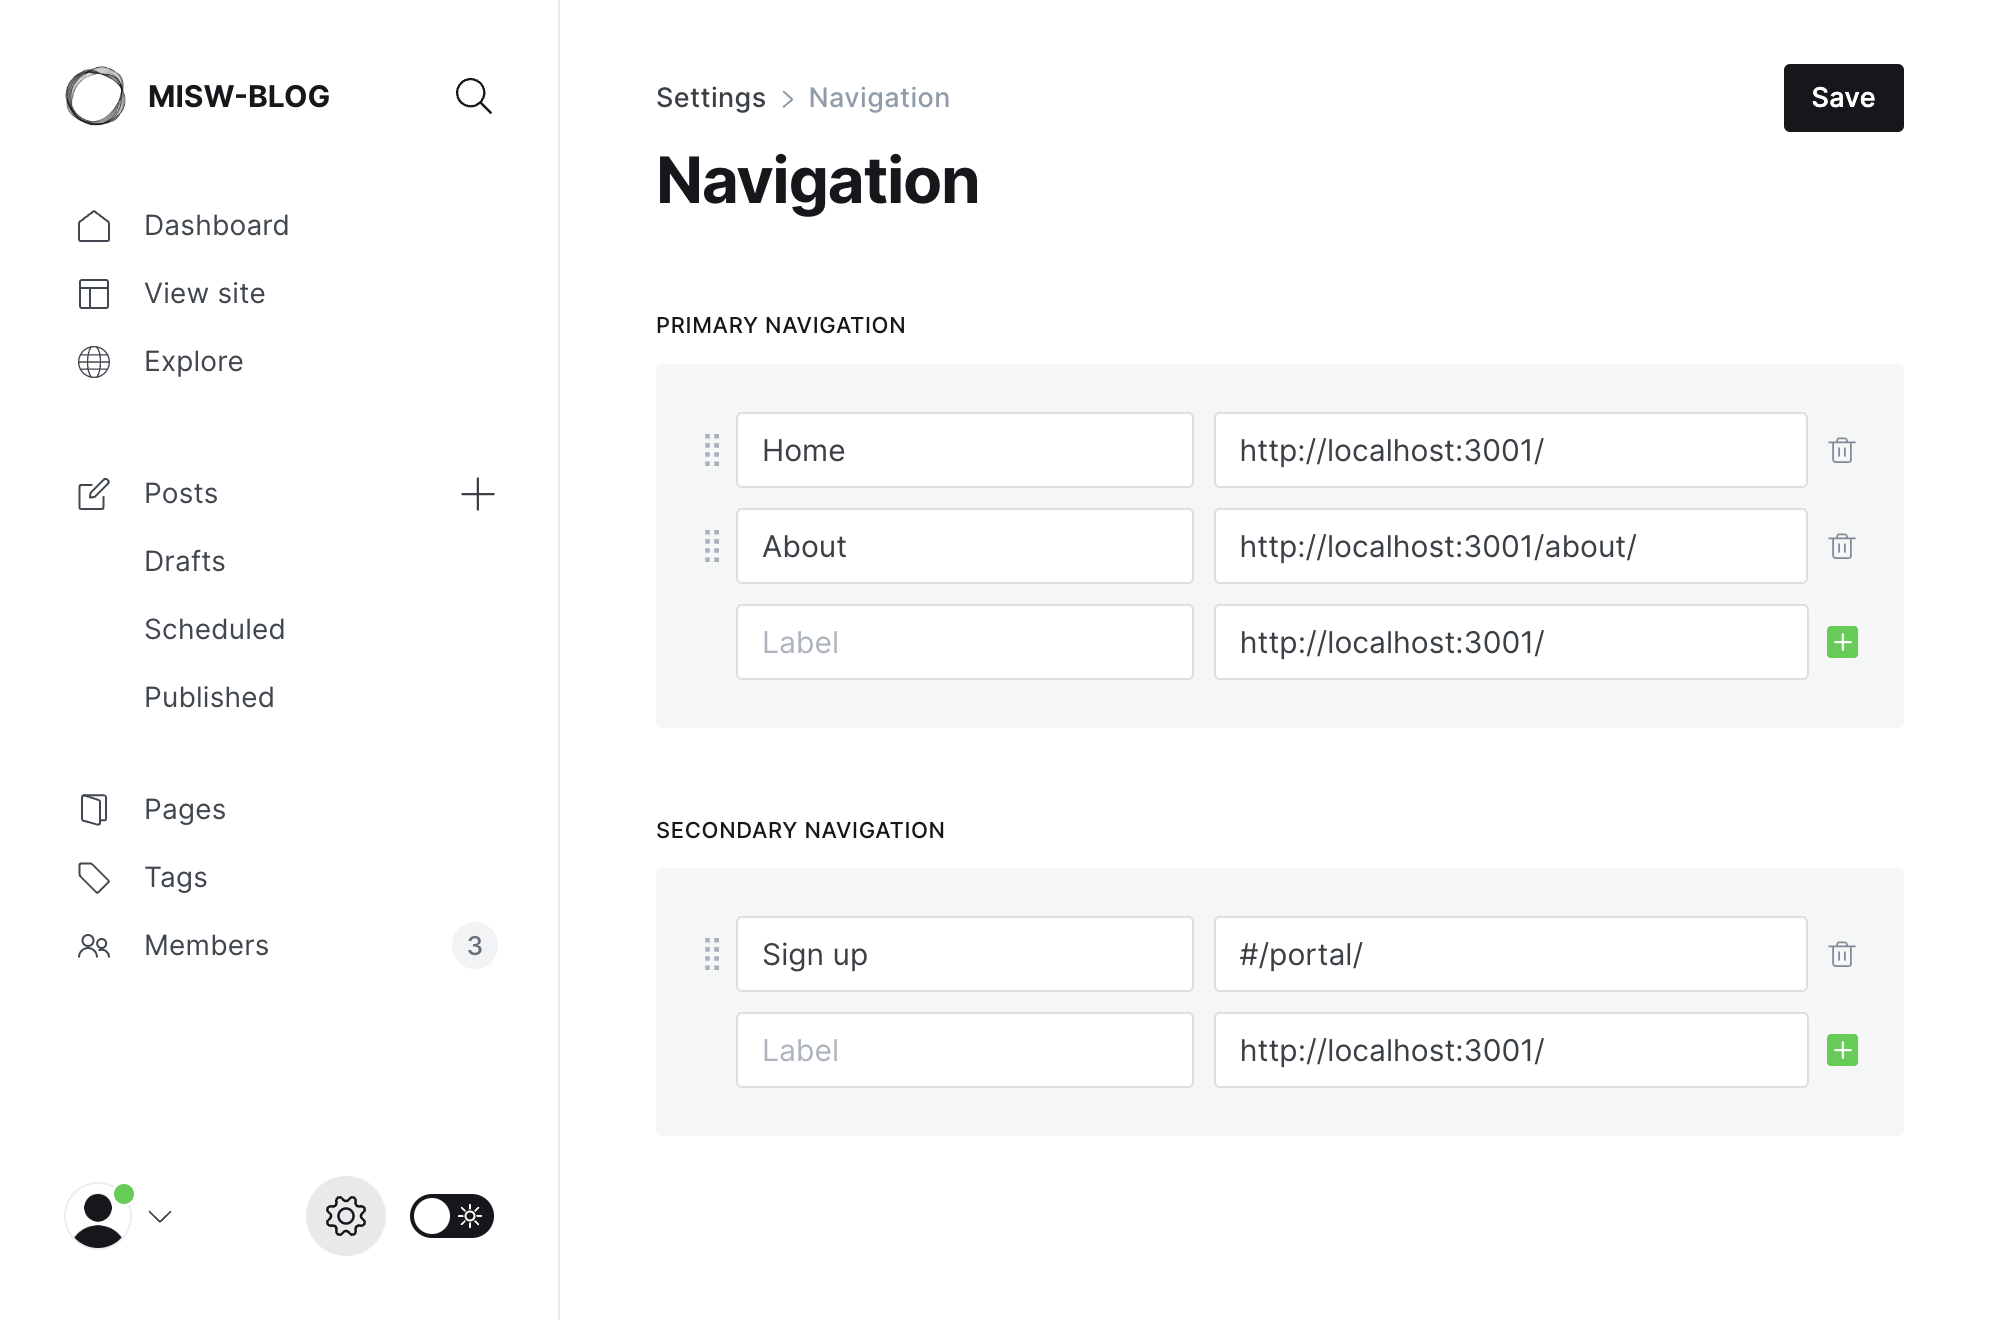 MISW-BLOG
Dashboard
View site
Explore
Posts
Drafts
Scheduled
Published
Pages
Tags
Members 3
Settings > Navigation
Save
Navigation
PRIMARY NAVIGATION
Home http://localhost:3001/
About http://localhost:3001/about/
Label http://localhost:3001/
SECONDARY NAVIGATION
Sign up #/portal/
Label http://localhost:3001/